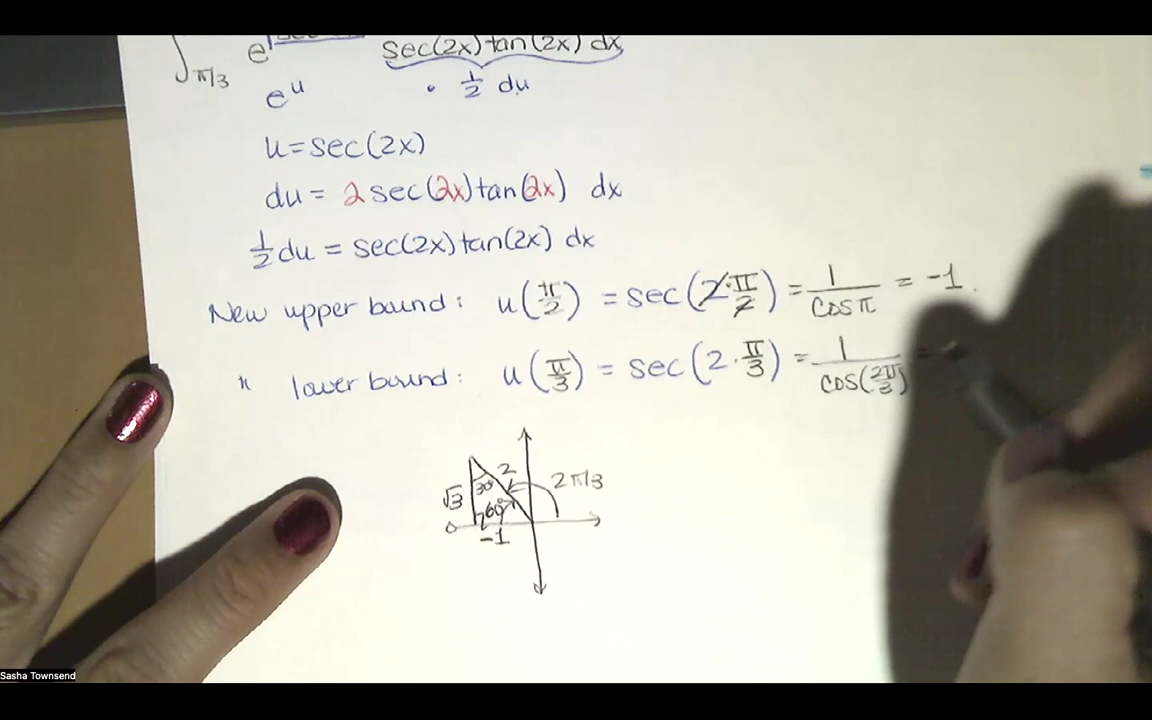 ∫π/3 e sec(2x)tan(2x) dx
e^u · 1/2 du
u=sec(2x)
du = 2 sec(2x)tan(2x) dx
1/2 du = sec(2x)tan(2x) dx
New upper bound: u(π/2) = sec(2·π/2) = 1/cosπ = -1.
" lower bound: u(π/3) = sec(2·π/3) = 1/cos(2π/3) =
2
√3 30° 2π/3
60°
-1
Sasha Townsend